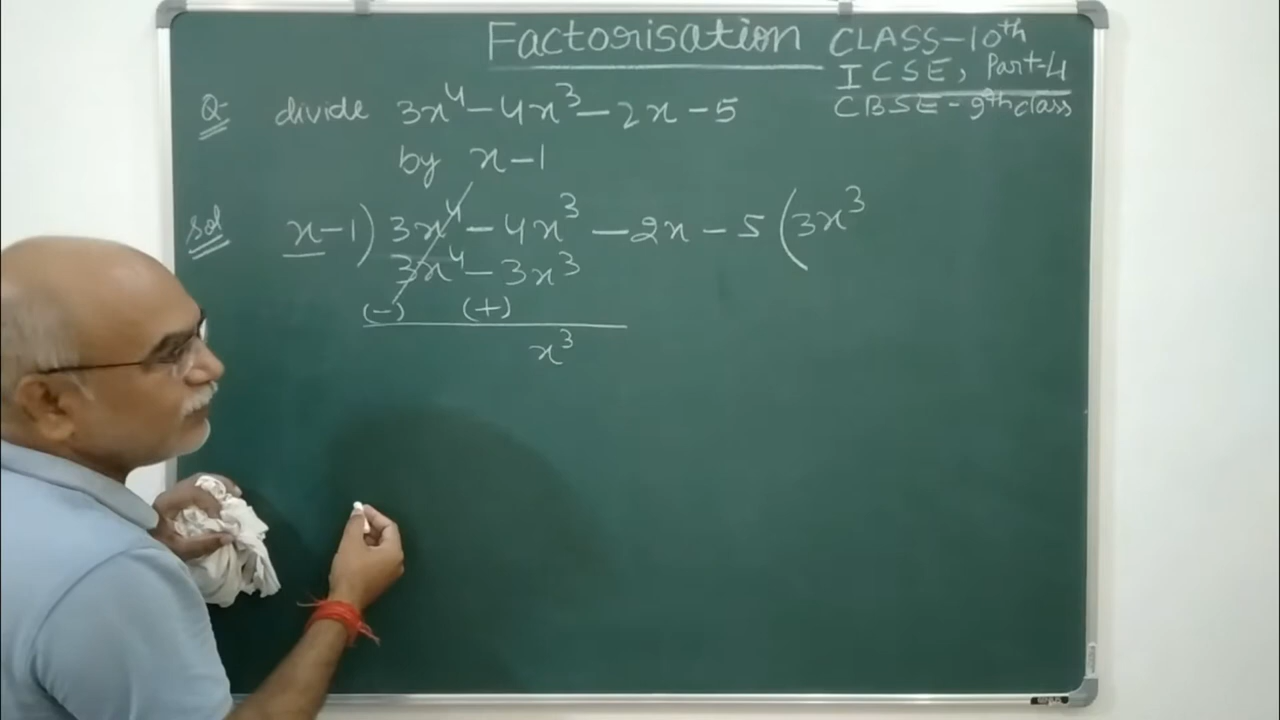 Factorisation CLASS-10th
ICSE, Part-4
CBSE-9th class
Q- divide 3x⁴-4x³-2x-5
by x-1
Sol x-1) 3x⁴-4x³-2x-5 (3x³
3x⁴-3x³
(-) (+)
x³